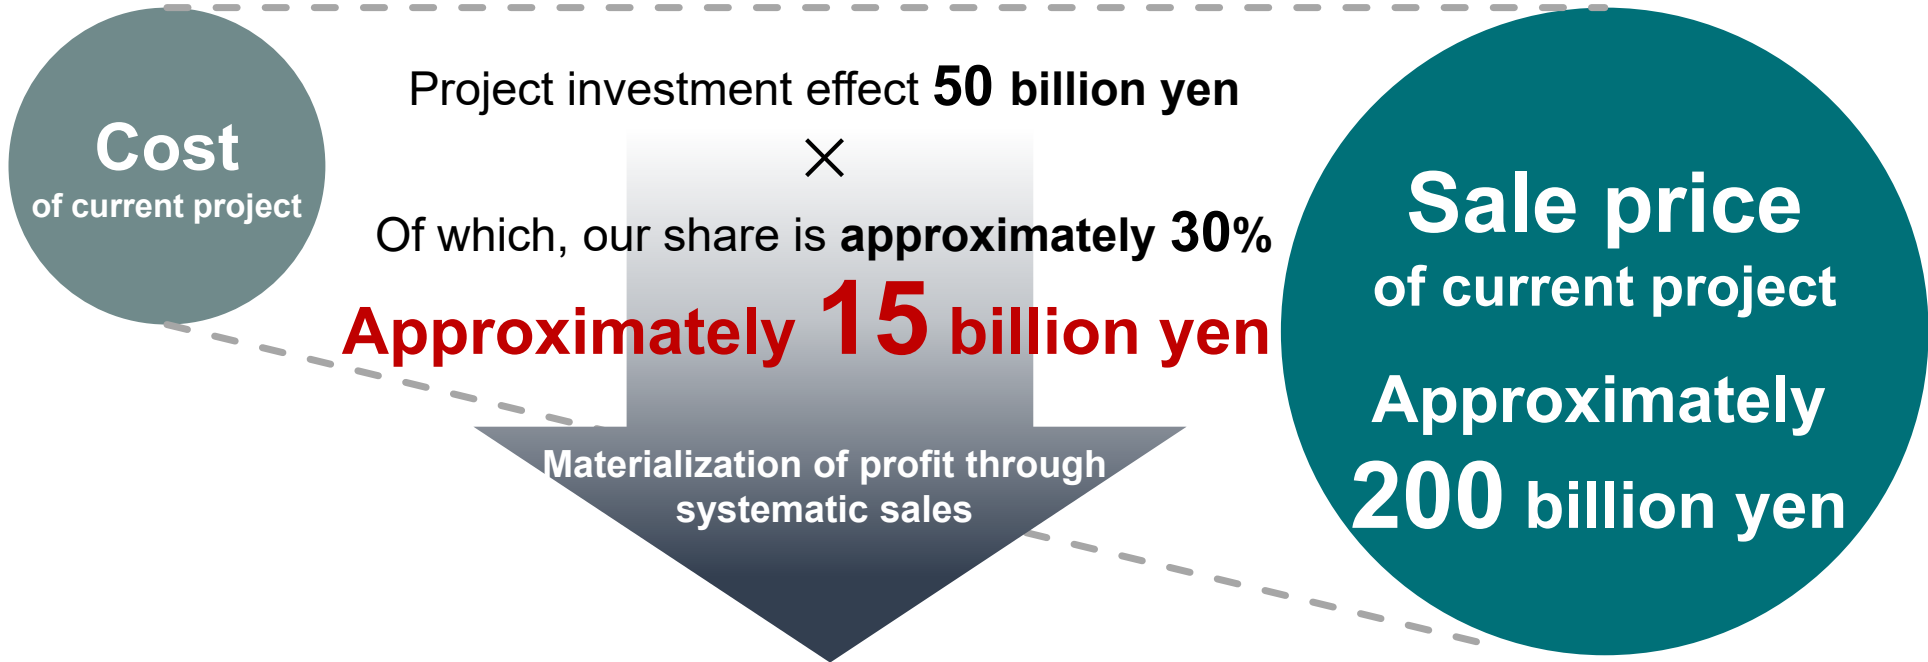 Cost
of current project
Project investment effect 50 billion yen
×
Of which, our share is approximately 30%
Approximately 15 billion yen
Materialization of profit through
systematic sales
Sale price
of current project
Approximately
200 billion yen